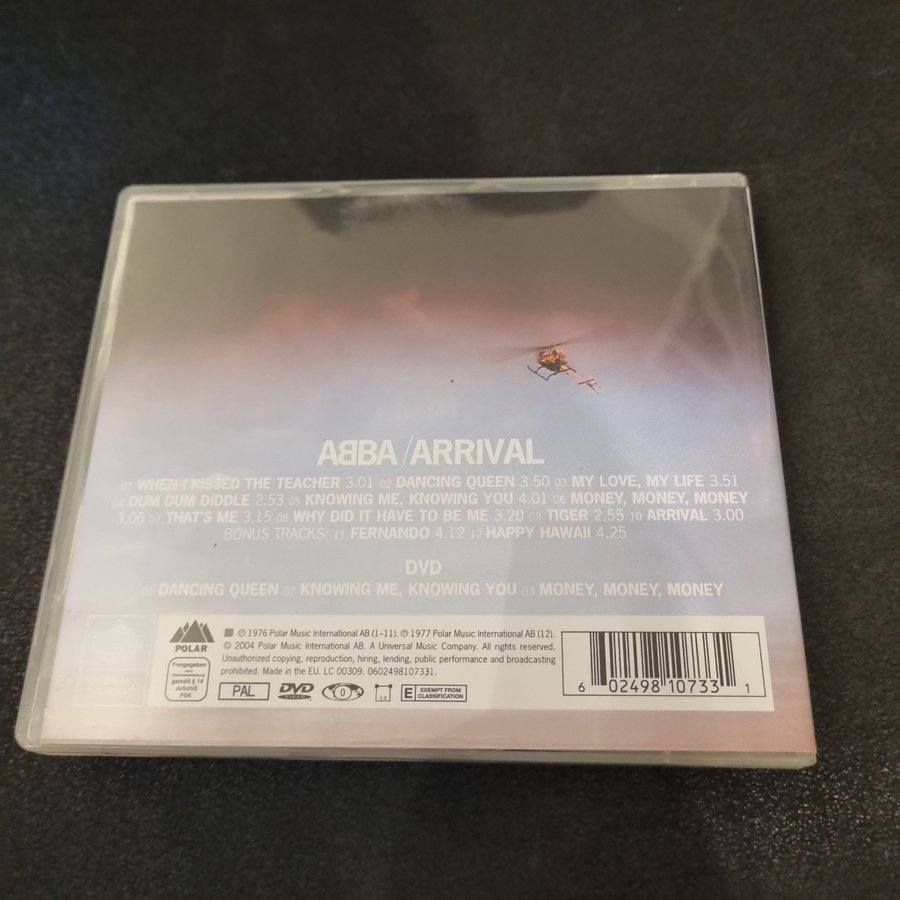 ABBA/ARRIVAL
01 WHEN I KISSED THE TEACHER 3.01 02 DANCING QUEEN 3.50 03 MY LOVE, MY LIFE 3.51
04 DUM DUM DIDDLE 2.53 05 KNOWING ME, KNOWING YOU 4.01 06 MONEY, MONEY, MONEY
3.06 07 THAT'S ME 3.15 08 WHY DID IT HAVE TO BE ME 3.20 09 TIGER 2.55 10 ARRIVAL 3.00
BONUS TRACKS: 11 FERNANDO 4.12 12 HAPPY HAWAII 4.25
DVD
01 DANCING QUEEN 02 KNOWING ME, KNOWING YOU 03 MONEY, MONEY, MONEY
POLAR
Freigegeben
gemäß § 14
JuSchG
FSK
℗ 1976 Polar Music International AB (1–11). ℗ 1977 Polar Music International AB (12).
© 2004 Polar Music International AB. A Universal Music Company. All rights reserved.
Unauthorized copying, reproduction, hiring, lending, public performance and broadcasting
prohibited. Made in the EU. LC 00309. 0602498107331.
PAL DVD VIDEO 0 2.0 E EXEMPT FROM CLASSIFICATION
6 02498 10733 1